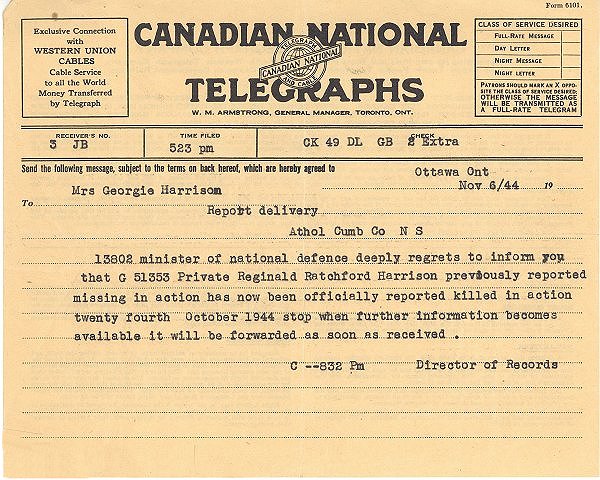 Form 6101.
Exclusive Connection
with
WESTERN UNION
CABLES
Cable Service
to all the World
Money Transferred
by Telegraph
CANADIAN NATIONAL
TELEGRAPH
CANADIAN NATIONAL
AND CABLE
TELEGRAPHS
W. M. ARMSTRONG, GENERAL MANAGER, TORONTO, ONT.
CLASS OF SERVICE DESIRED
FULL-RATE MESSAGE
DAY LETTER
NIGHT MESSAGE
NIGHT LETTER
PATRONS SHOULD MARK AN X OPPO-
SITE THE CLASS OF SERVICE DESIRED:
OTHERWISE THE MESSAGE
WILL BE TRANSMITTED AS
A FULL-RATE TELEGRAM
RECEIVER'S NO.
3 JB
TIME FILED
523 pm
CHECK
CK 49 DL GB 2 Extra
Send the following message, subject to the terms on back hereof, which are hereby agreed to
Ottawa Ont
Nov 6/44 19
Mrs Georgie Harrison
To
Report delivery
Athol Cumb Co N S
13802 minister of national defence deeply regrets to inform you
that G 51353 Private Reginald Ratchford Harrison previously reported
missing in action has now been officially reported killed in action
twenty fourth October 1944 stop when further information becomes
available it will be forwarded as soon as received .
C --832 Pm Director of Records